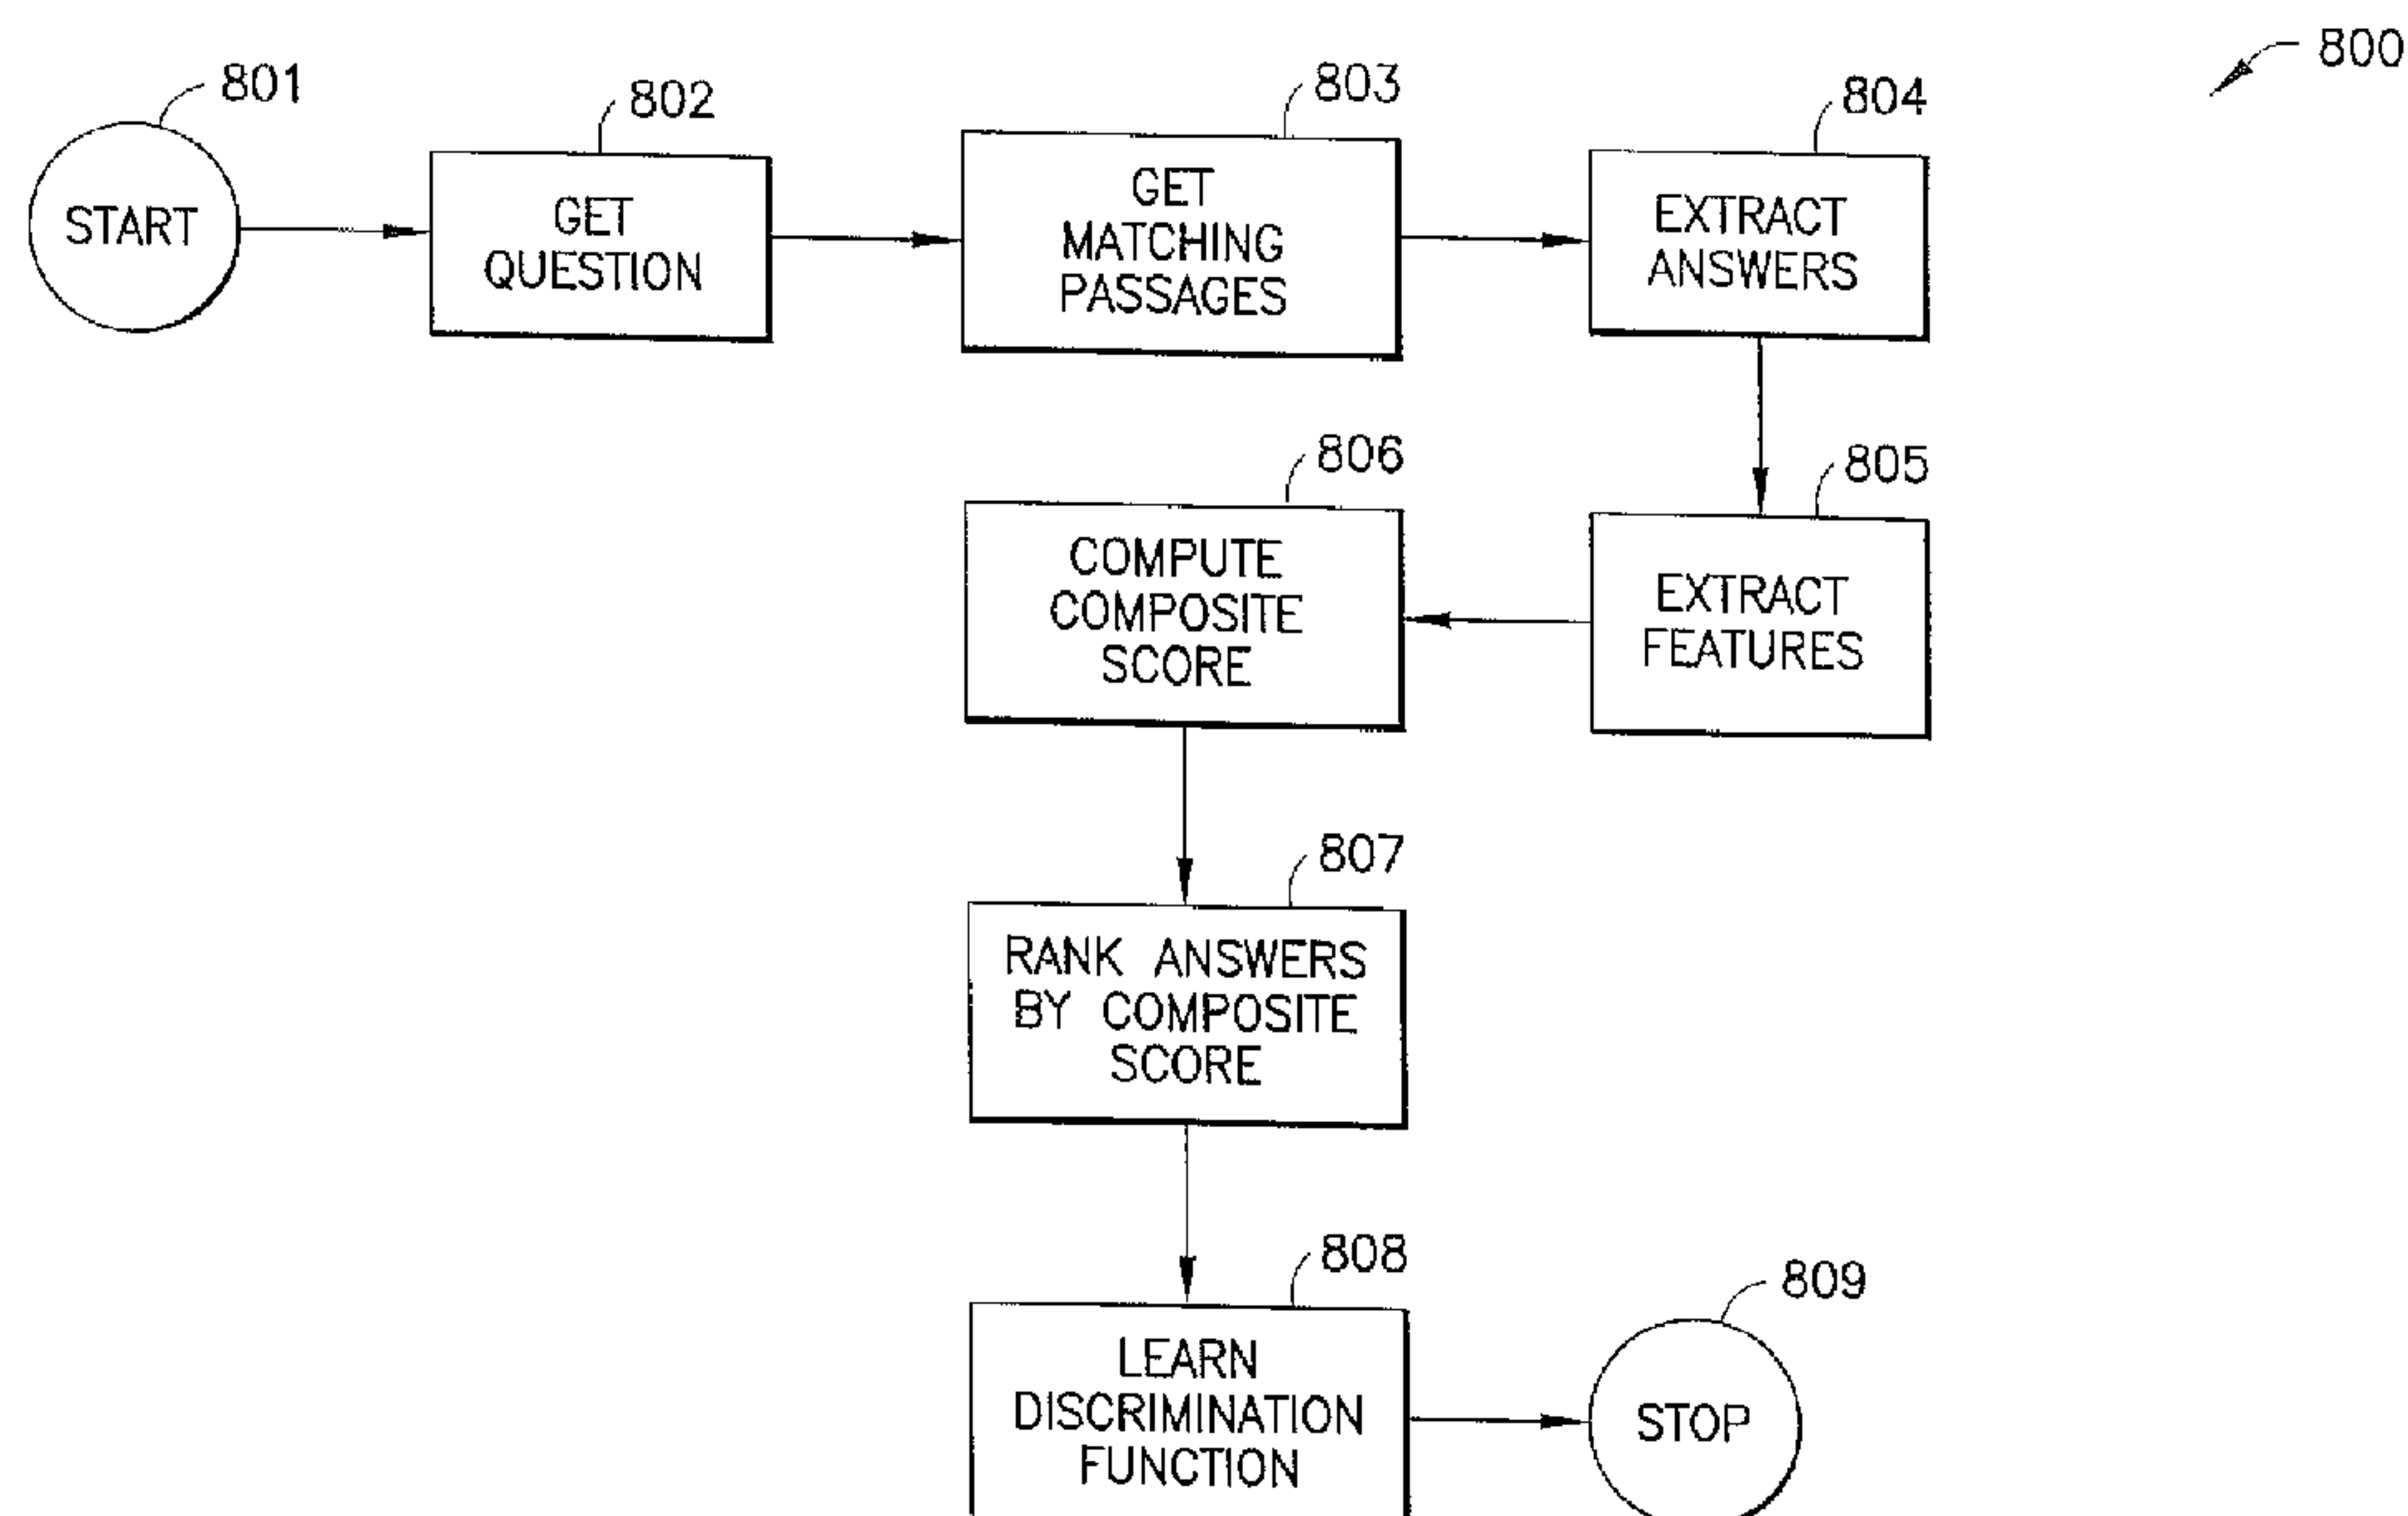 800
801
START
802
GET
QUESTION
803
GET
MATCHING
PASSAGES
804
EXTRACT
ANSWERS
805
EXTRACT
FEATURES
806
COMPUTE
COMPOSITE
SCORE
807
RANK ANSWERS
BY COMPOSITE
SCORE
808
LEARN
DISCRIMINATION
FUNCTION
809
STOP